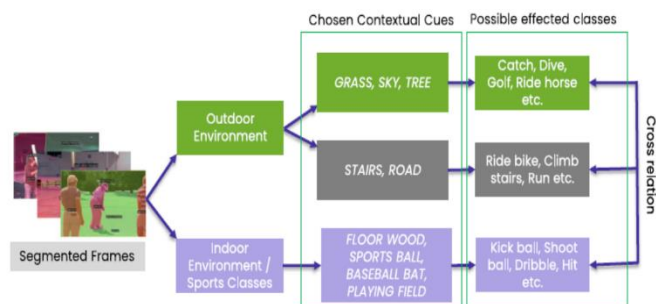 Chosen Contextual Cues
Possible effected classes
GRASS, SKY, TREE
Catch, Dive,
Golf, Ride horse
etc.
Outdoor
Environment
STAIRS, ROAD
Ride bike, Climb
stairs, Run etc.
Cross relation
Segmented Frames
Indoor
Environment /
Sports Classes
FLOOR WOOD,
SPORTS BALL,
BASEBALL BAT,
PLAYING FIELD
Kick ball, Shoot
ball, Dribble, Hit
etc.